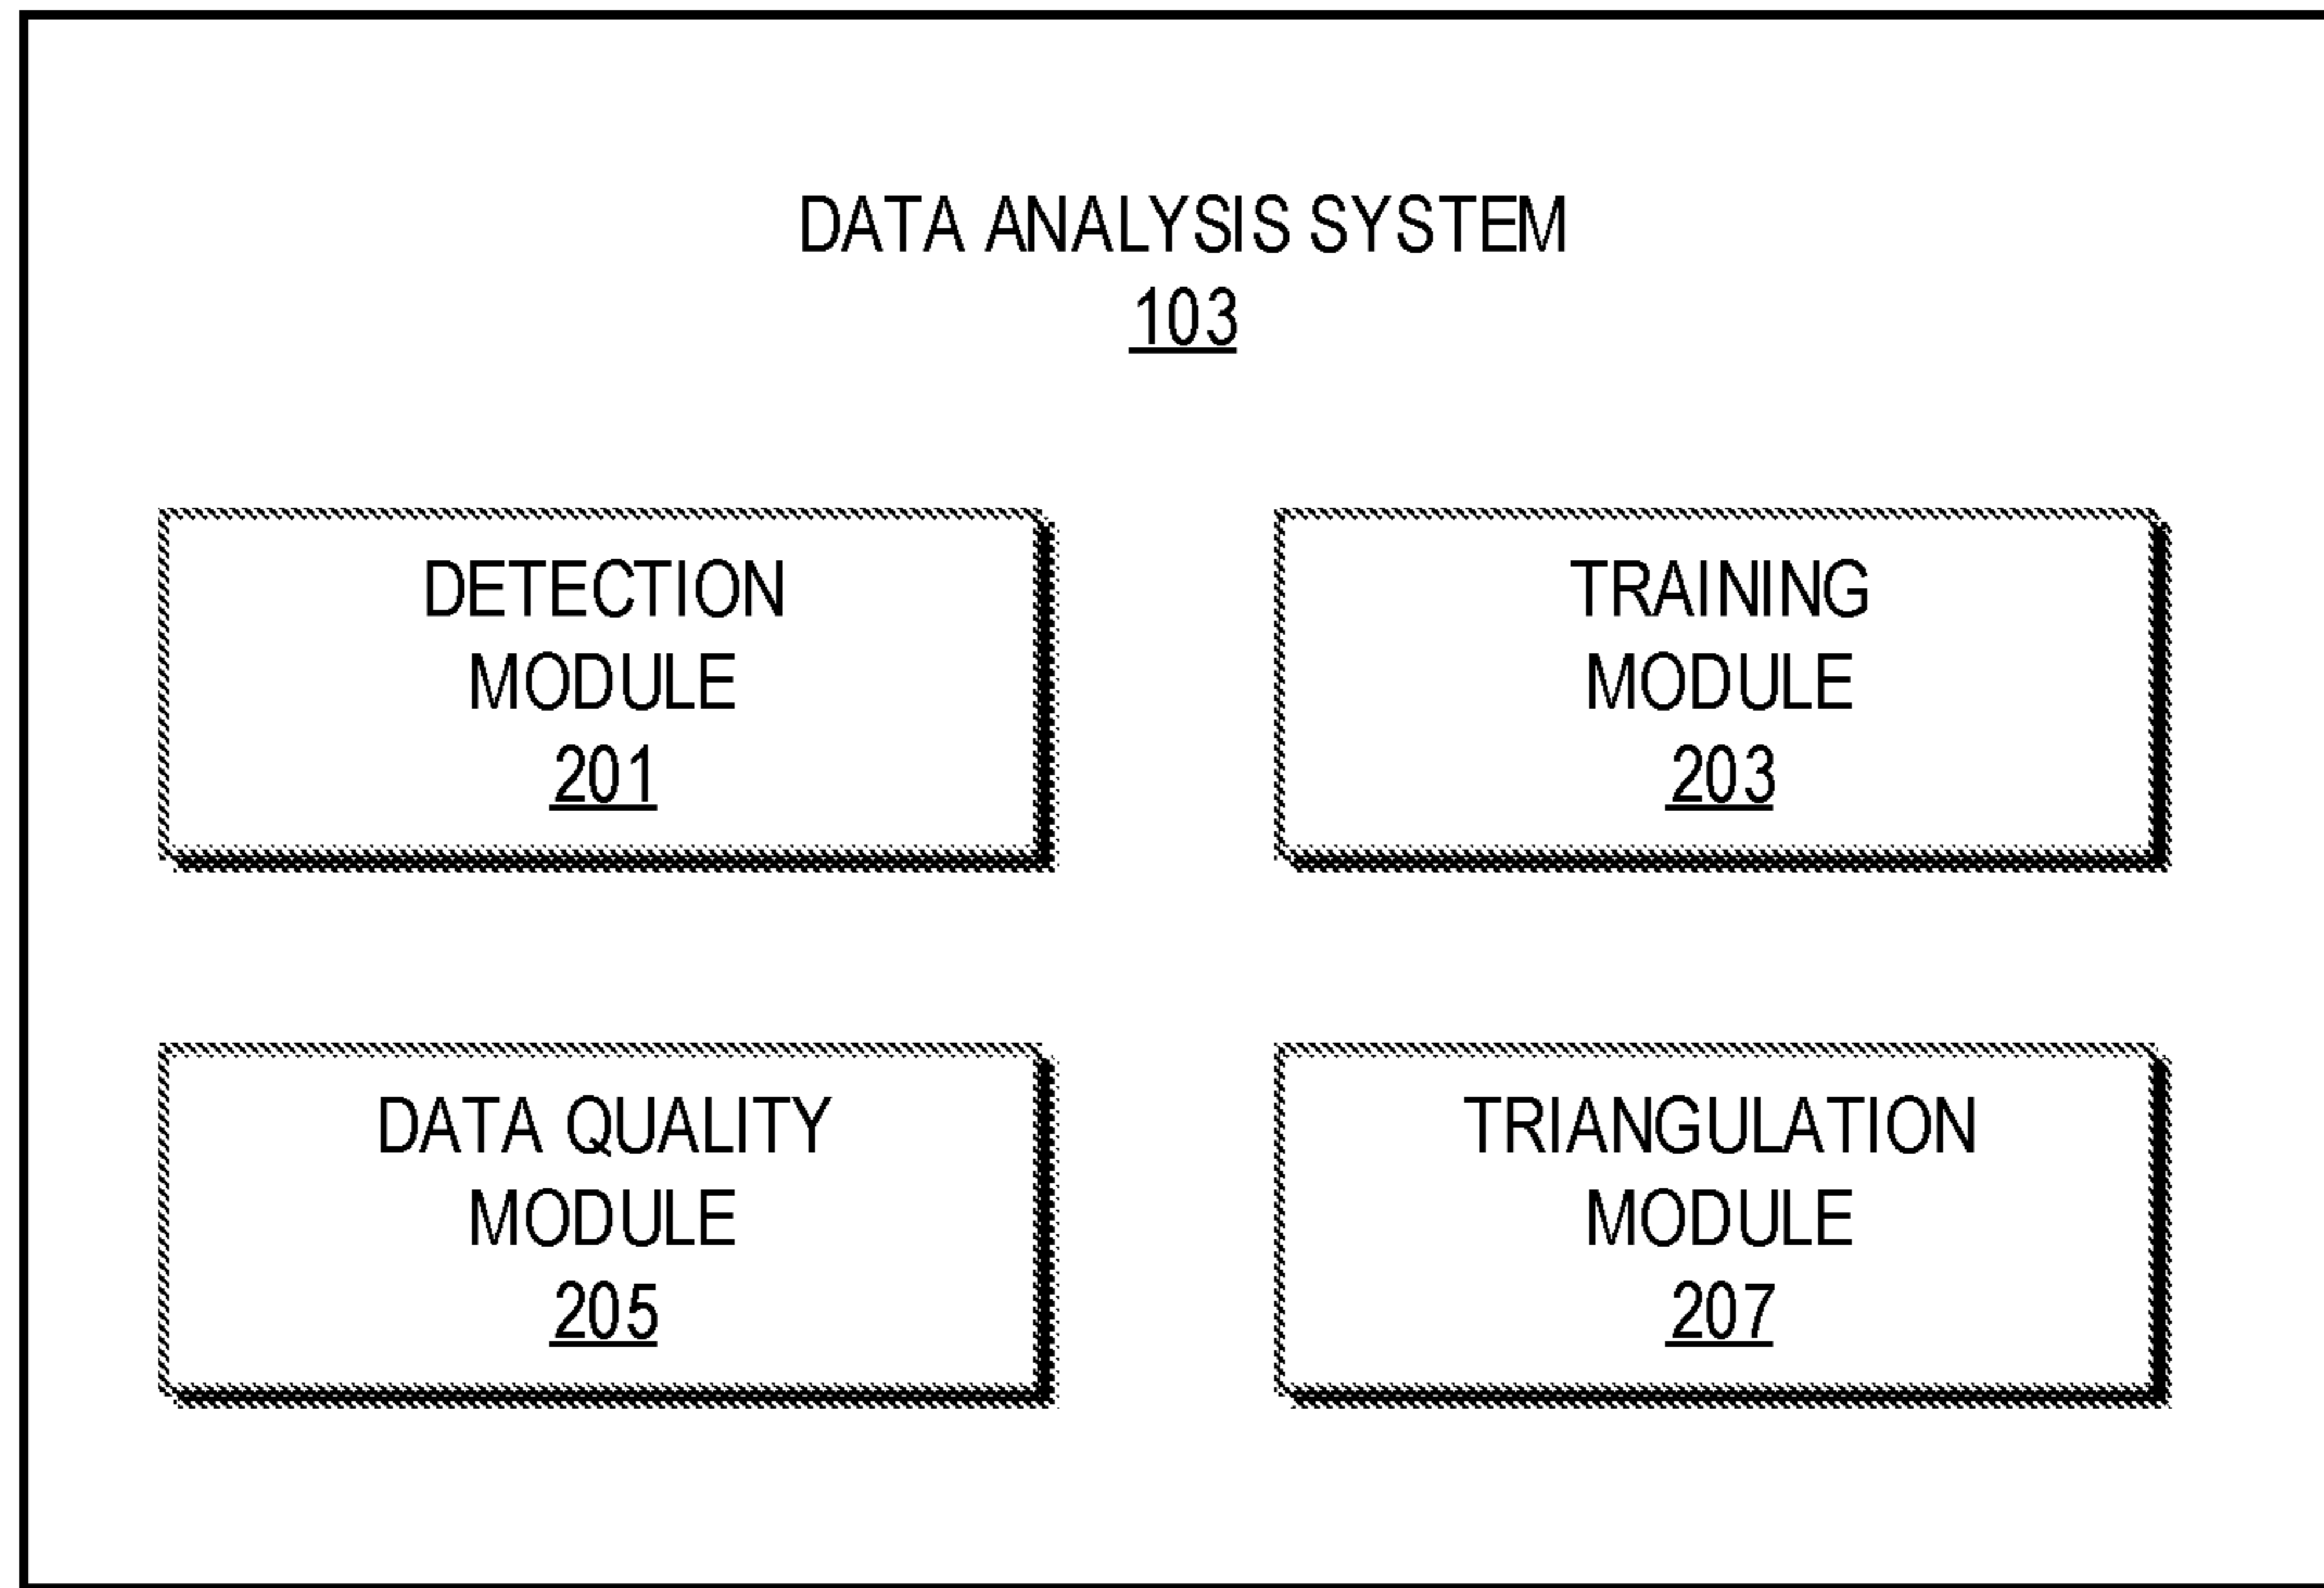 DATA ANALYSIS SYSTEM
103
DETECTION
MODULE
201
TRAINING
MODULE
203
DATA QUALITY
MODULE
205
TRIANGULATION
MODULE
207